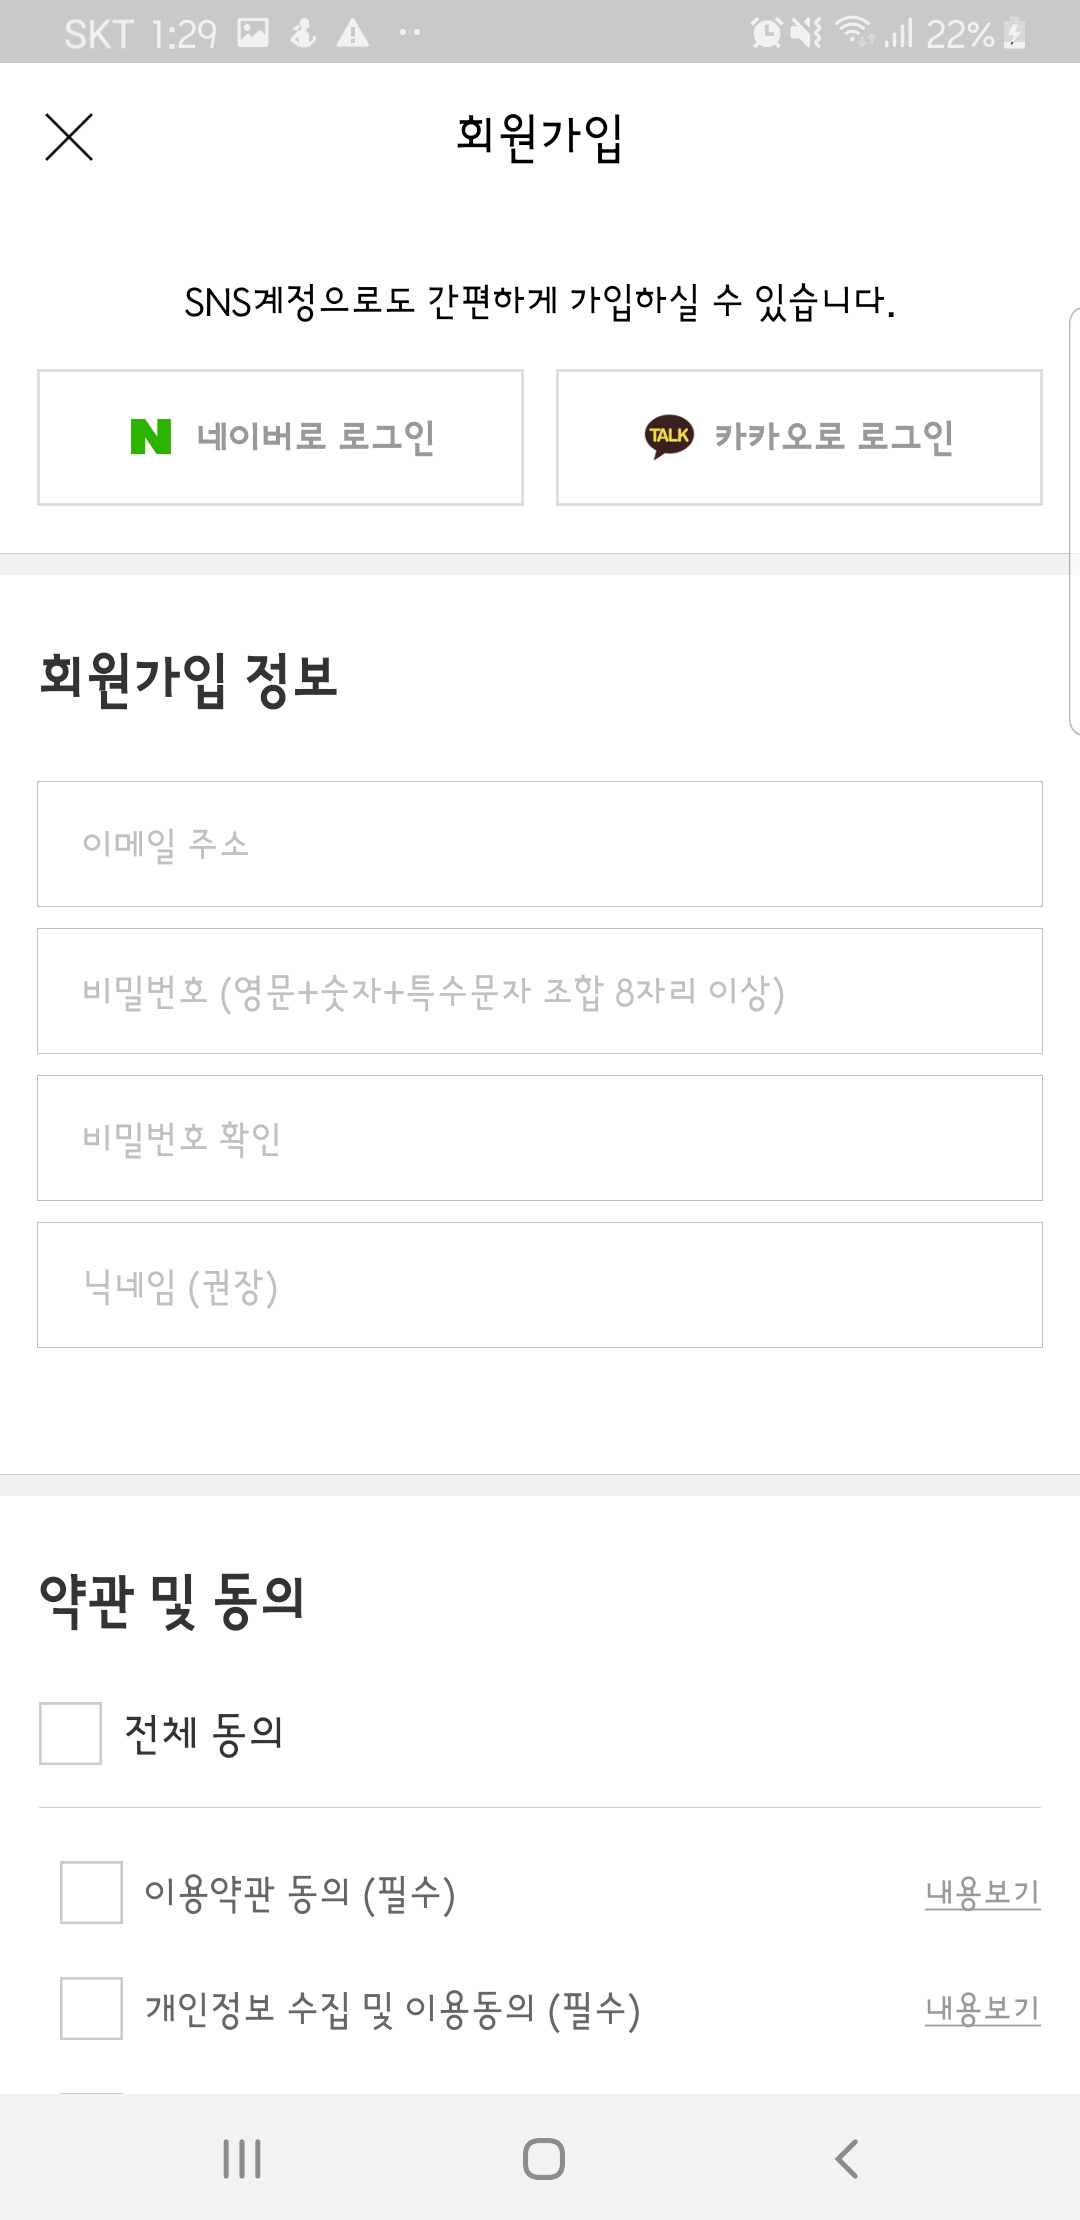 SKT 1:29 22%
회원가입
SNS계정으로도 간편하게 가입하실 수 있습니다.
N 네이버로 로그인
TALK 카카오로 로그인
회원가입 정보
이메일 주소
비밀번호 (영문+숫자+특수문자 조합 8자리 이상)
비밀번호 확인
닉네임 (권장)
약관 및 동의
전체 동의
이용약관 동의 (필수) 내용보기
개인정보 수집 및 이용동의 (필수) 내용보기